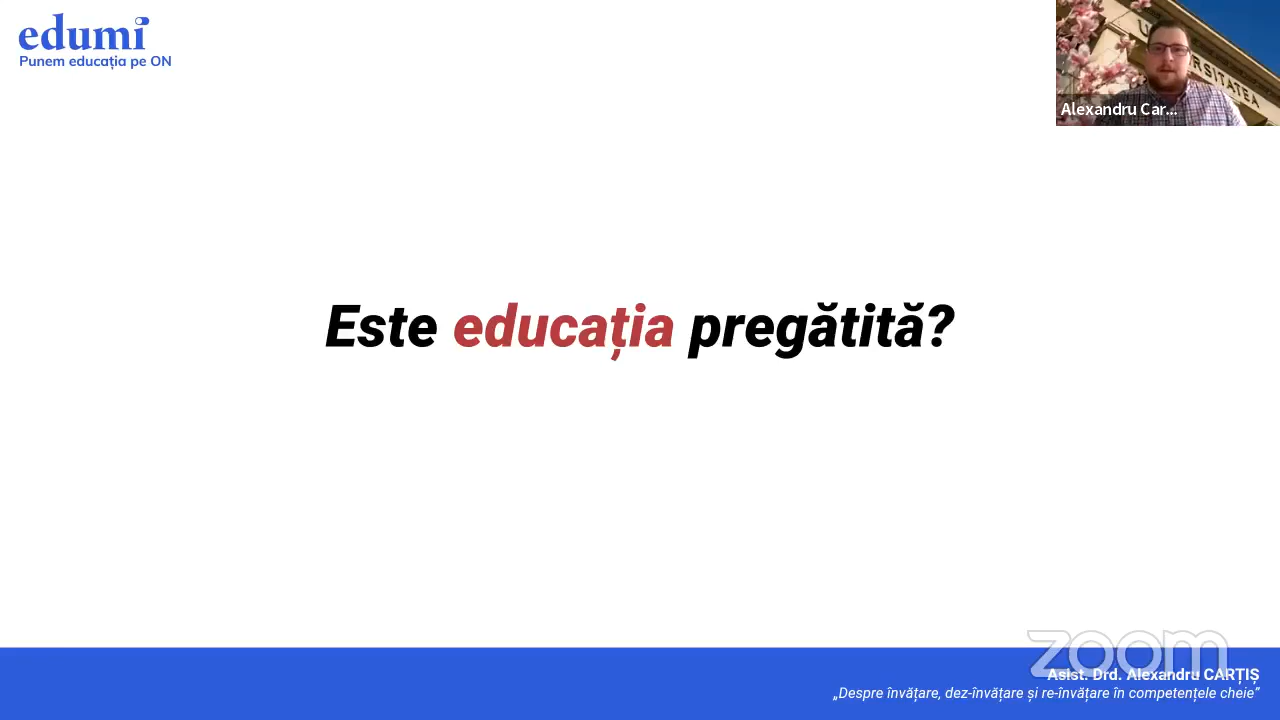 edumi
Punem educația pe ON
Alexandru Car...
Este educația pregătită?
zoom
Asist. Drd. Alexandru CARȚIȘ
„Despre învățare, dez-învățare și re-învățare în competențele cheie”